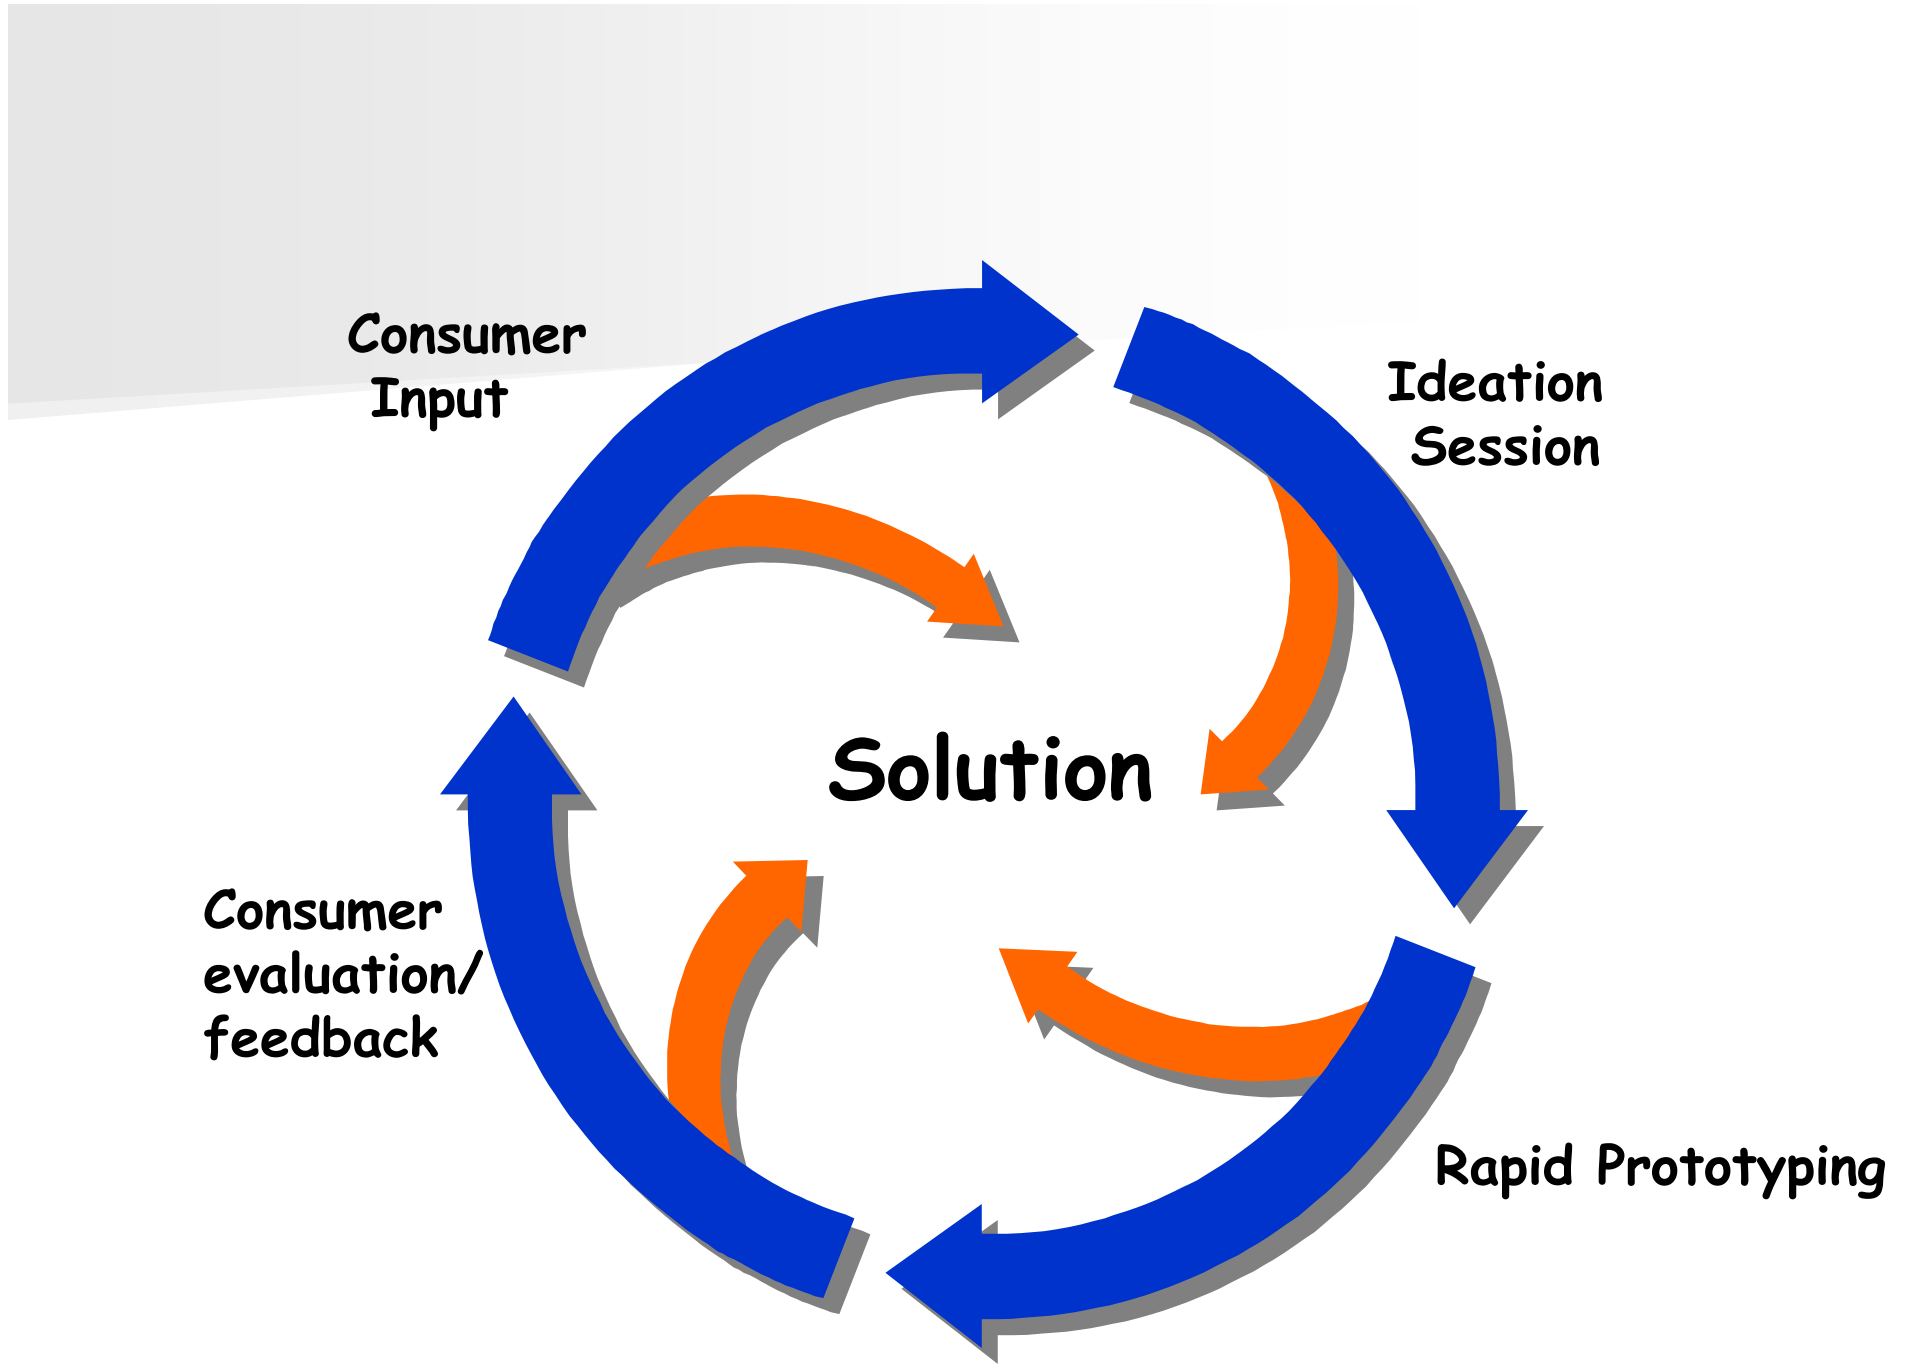 Consumer
Input
Ideation
Session
Solution
Consumer
evaluation/
feedback
Rapid Prototyping